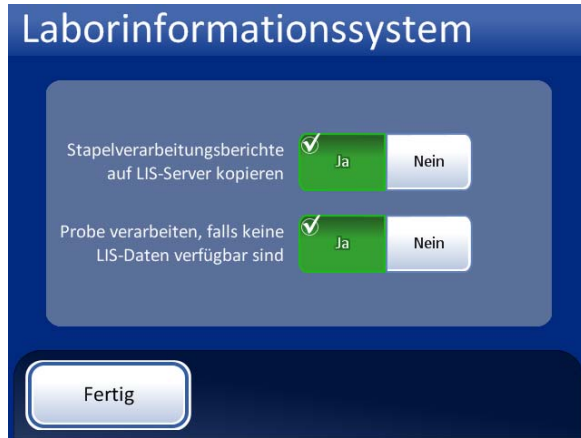 Laborinformationssystem
Stapelverarbeitungsberichte
auf LIS-Server kopieren
Ja
Nein
Probe verarbeiten, falls keine
LIS-Daten verfügbar sind
Ja
Nein
Fertig